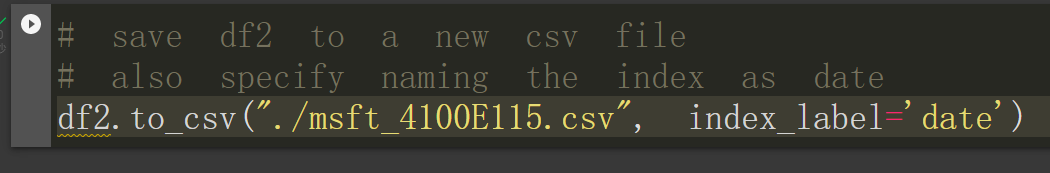 # save df2 to a new csv file
# also specify naming the index as date
df2.to_csv("./msft_4100E115.csv", index_label='date')